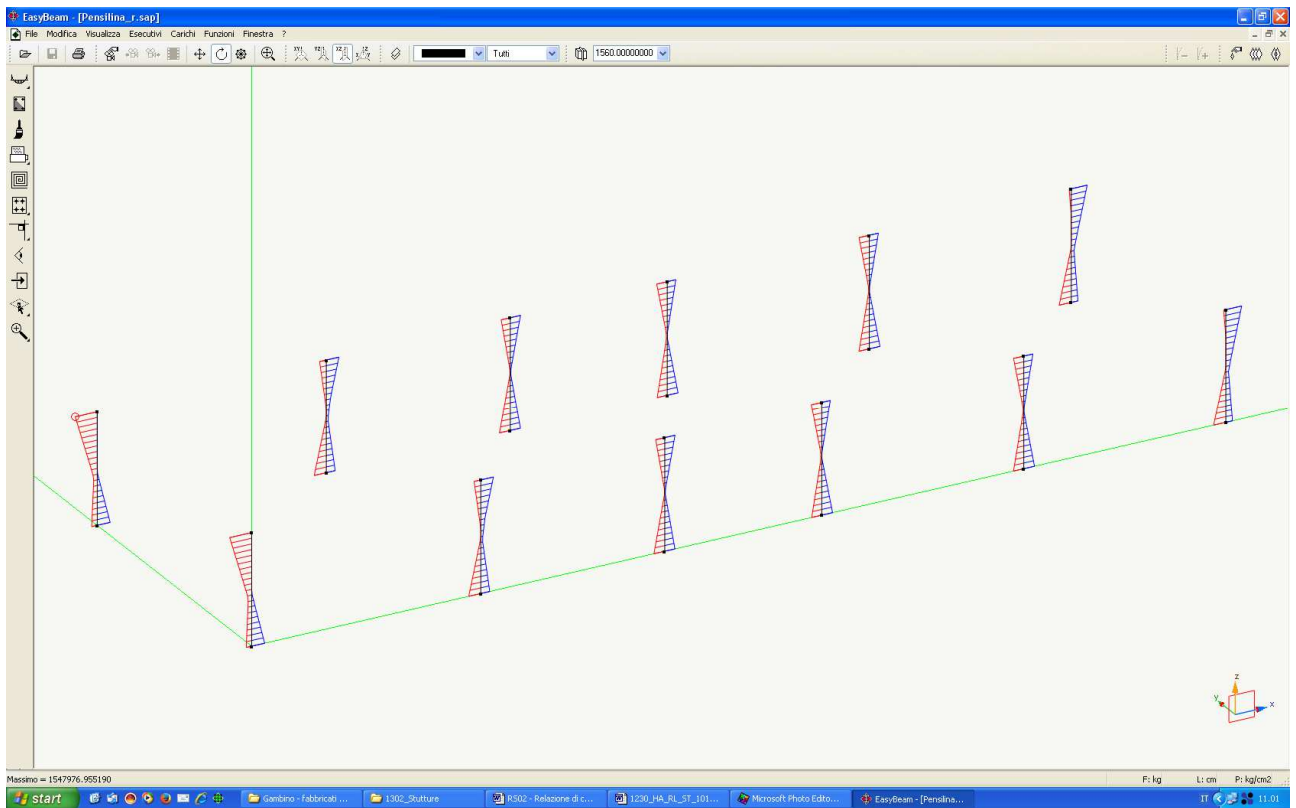 EasyBeam - [Pensilina_r.sap]
File Modifica Visualizza Esecutivi Carichi Funzioni Finestra ?
Tutti
1560.00000000
z
y
x
Massimo = 1547976.955190
F: kg L: cm P: kg/cm2
start
Gambino - fabbricati ...
1302_Stutture
RS02 - Relazione di c...
1230_HA_RL_ST_101...
Microsoft Photo Edito...
EasyBeam - [Pensilina...
IT
11.01